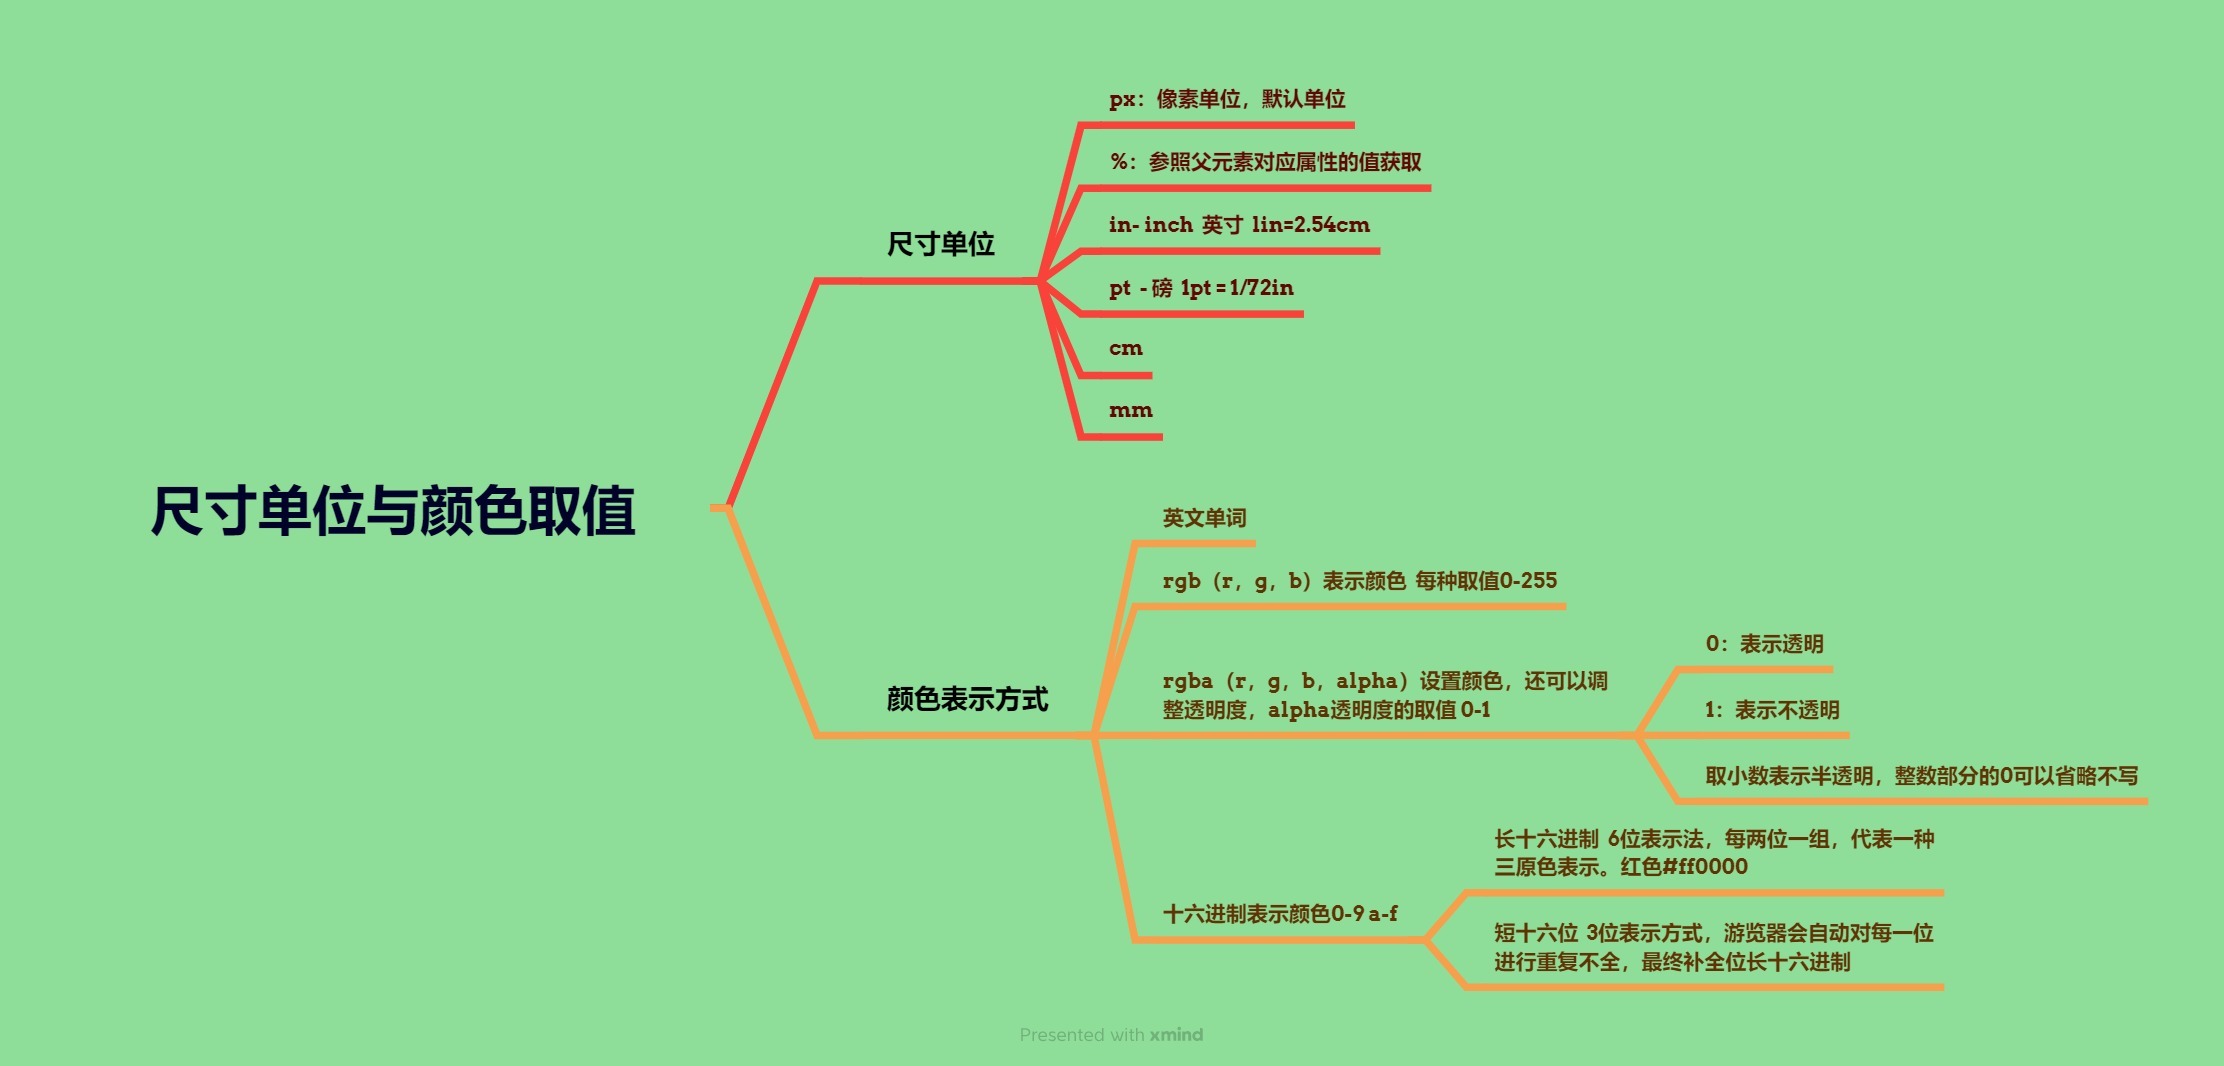 px：像素单位，默认单位
%：参照父元素对应属性的值获取
尺寸单位
in- inch 英寸 lin=2.54cm
pt - 磅 1pt = 1/72in
cm
mm
尺寸单位与颜色取值
英文单词
rgb（r，g，b）表示颜色 每种取值0-255
颜色表示方式
rgba（r，g，b，alpha）设置颜色，还可以调
整透明度，alpha透明度的取值 0-1
0：表示透明
1：表示不透明
取小数表示半透明，整数部分的0可以省略不写
十六进制表示颜色0-9 a-f
长十六进制 6位表示法，每两位一组，代表一种
三原色表示。红色#ff0000
短十六位 3位表示方式，游览器会自动对每一位
进行重复不全，最终补全位长十六进制
Presented with xmind